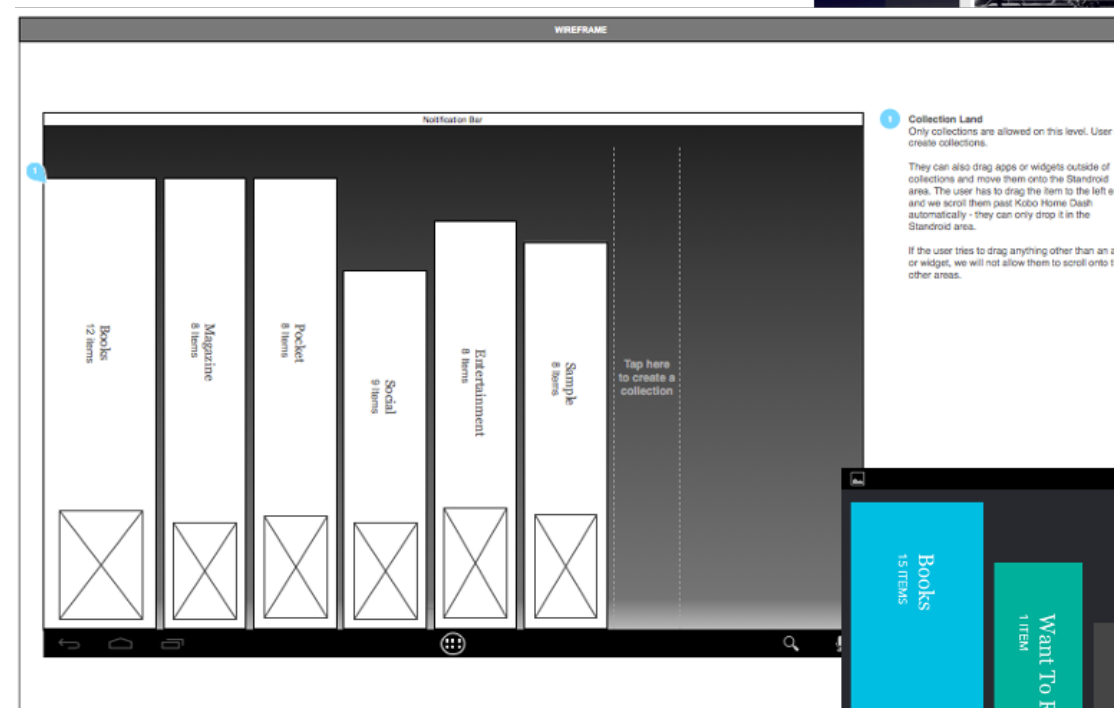 WIREFRAME
Notification Bar
1
Books
12 items
Magazine
8 Items
Pocket
8 Items
Social
9 Items
Entertainment
8 Items
Sample
8 Items
Tap here
to create a
collection
1
Collection Land
Only collections are allowed on this level. User
create collections.
They can also drag apps or widgets outside of
collections and move them onto the Standroid
area. The user has to drag the item to the left e
and we scroll them past Kobo Home Dash
automatically - they can only drop it in the
Standroid area.
If the user tries to drag anything other than an a
or widget, we will not allow them to scroll onto t
other areas.
Books
15 ITEMS
Want To
1 ITEM